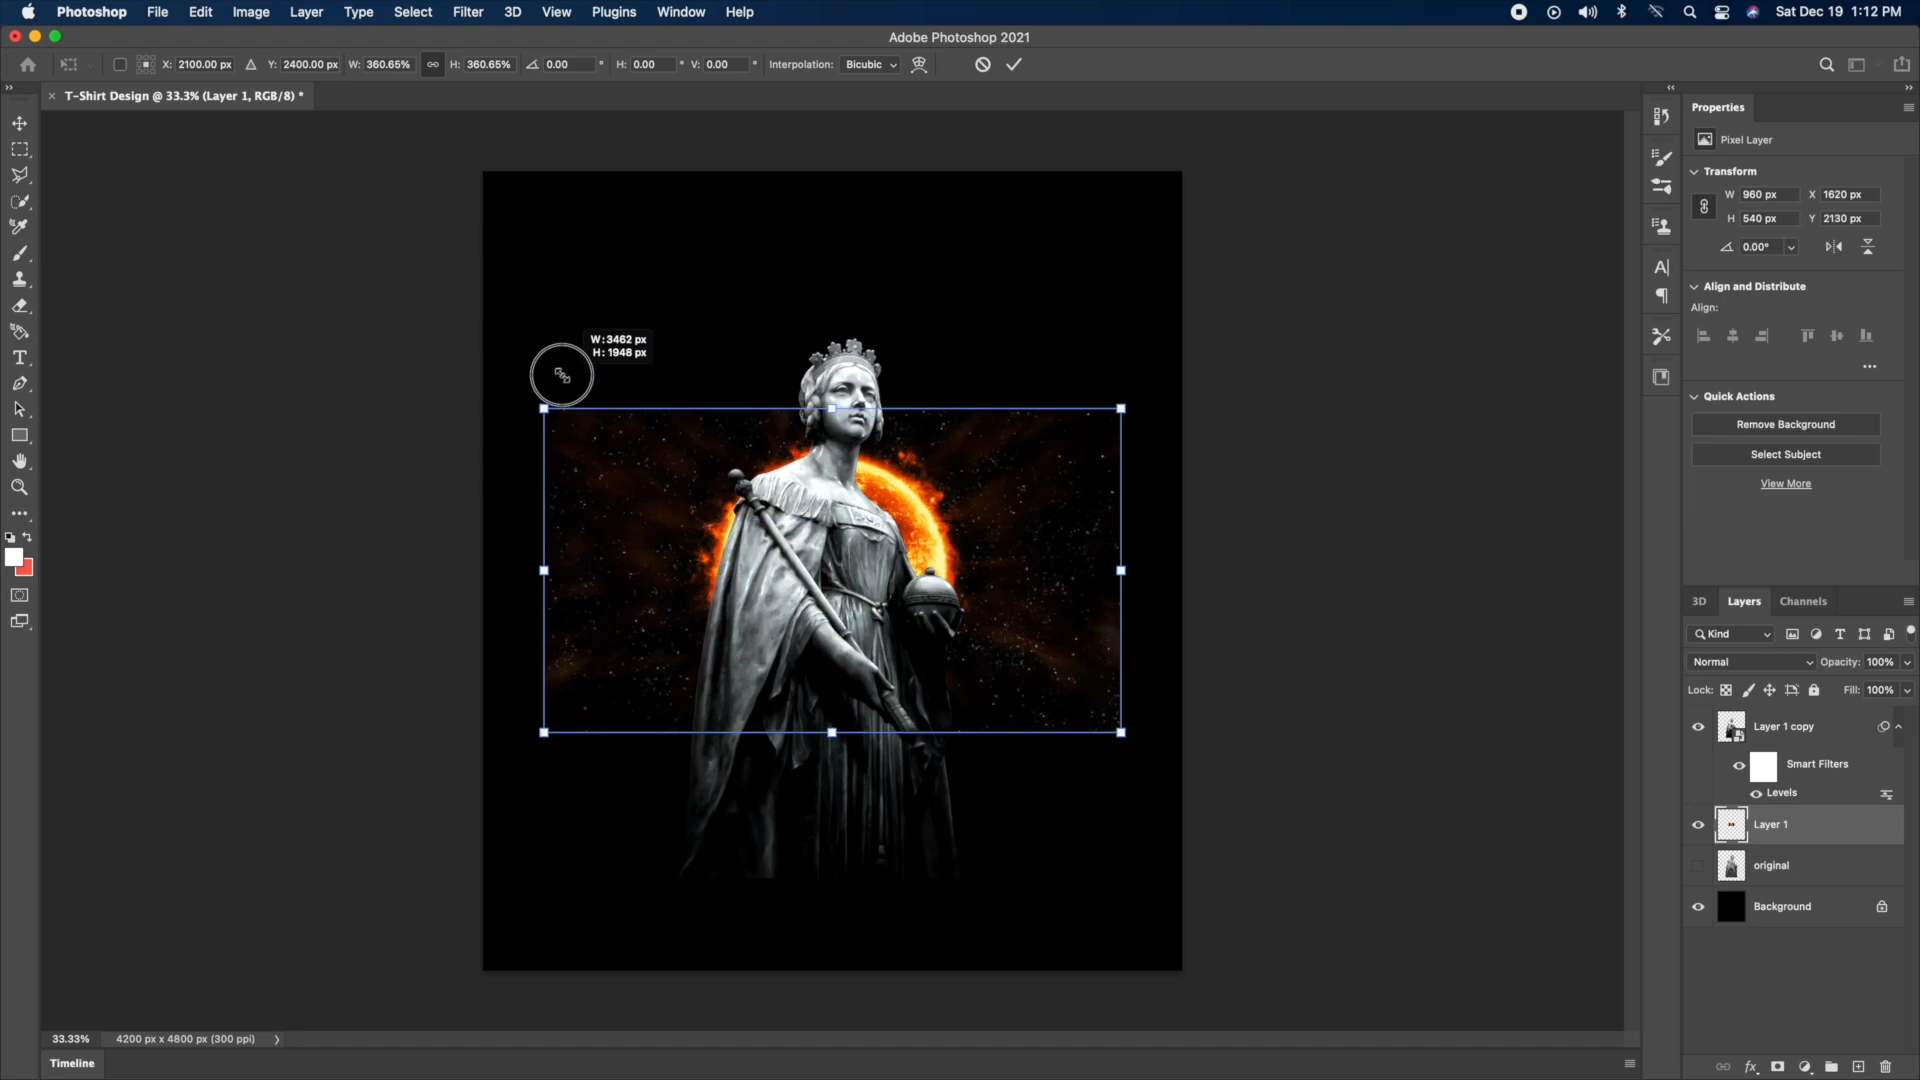 Photoshop File Edit Image Layer Type Select Filter 3D View Plugins Window Help Sat Dec 19 1:12 PM
Adobe Photoshop 2021
X: 2100.00 px Y: 2400.00 px W: 360.65% H: 360.65% 0.00 ° H: 0.00 ° V: 0.00 ° Interpolation: Bicubic
× T-Shirt Design @ 33.3% (Layer 1, RGB/8) *
Properties
Pixel Layer
Transform
W 960 px X 1620 px
H 540 px Y 2130 px
0.00°
Align and Distribute
Align:
W: 3462 px
H: 1948 px
Quick Actions
Remove Background
Select Subject
View More
3D Layers Channels
Kind
Normal Opacity: 100%
Lock: Fill: 100%
Layer 1 copy
Smart Filters
Levels
Layer 1
original
Background
33.33% 4200 px x 4800 px (300 ppi)
Timeline